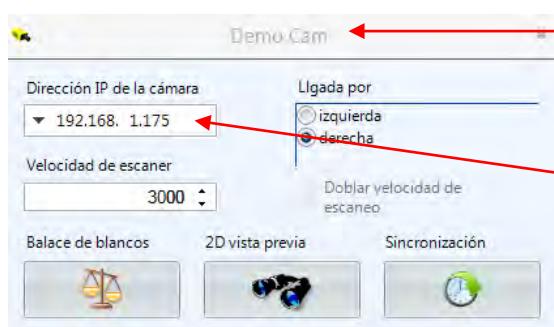 Demo Cam
Dirección IP de la cámara
LIgada por
192.168. 1.175
izquierda
derecha
Velocidad de escaner
3000
Doblar velocidad de
escaneo
Balace de blancos
2D vista previa
Sincronización